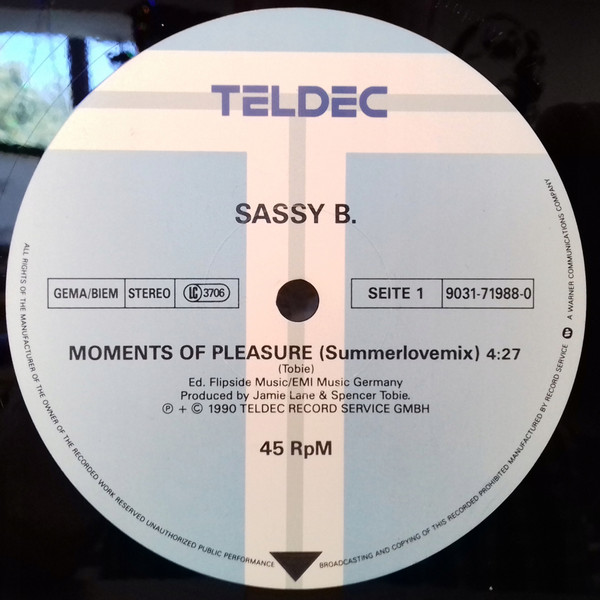 TELDEC
SASSY B.
GEMA/BIEM STEREO LC 3706 SEITE 1 9031-71988-0
MOMENTS OF PLEASURE (Summerlovemix) 4:27
(Tobie)
Ed. Flipside Music/EMI Music Germany
Produced by Jamie Lane & Spencer Tobie.
℗ + © 1990 TELDEC RECORD SERVICE GMBH
45 RpM
ALL RIGHTS OF THE MANUFACTURER OF THE OWNER OF THE RECORDED WORK RESERVED UNAUTHORIZED PUBLIC PERFORMANCE BROADCASTING AND COPYING OF THIS RECORD PROHIBITED MANUFACTURED BY RECORD SERVICE A WARNER COMMUNICATIONS COMPANY